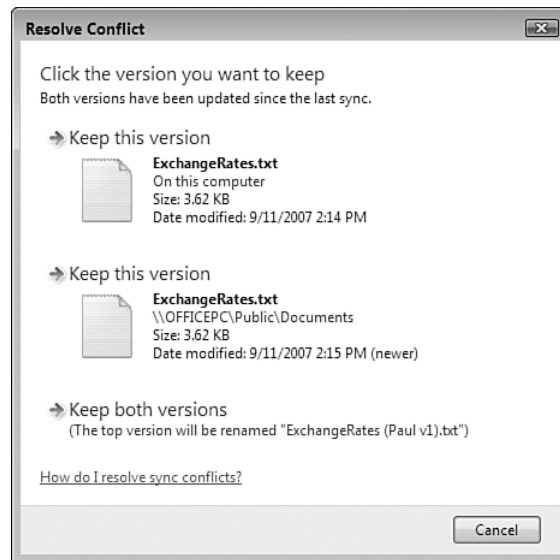 Resolve Conflict
Click the version you want to keep
Both versions have been updated since the last sync.
Keep this version
ExchangeRates.txt
On this computer
Size: 3.62 KB
Date modified: 9/11/2007 2:14 PM
Keep this version
ExchangeRates.txt
\\OFFICEPC\Public\Documents
Size: 3.62 KB
Date modified: 9/11/2007 2:15 PM (newer)
Keep both versions
(The top version will be renamed "ExchangeRates (Paul v1).txt")
How do I resolve sync conflicts?
Cancel